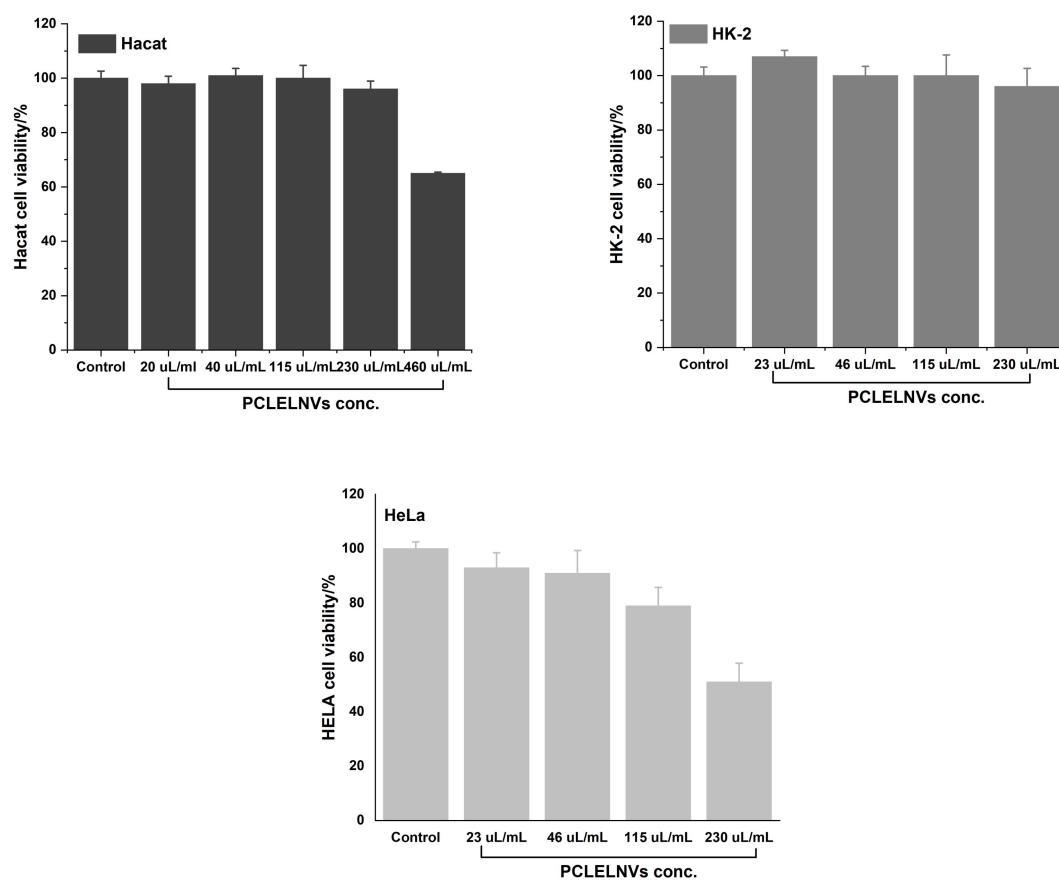 120
Hacat
100
80
60
40
20
0
Hacat cell viability/%
Control 20 uL/ml 40 uL/mL 115 uL/mL 230 uL/mL 460 uL/mL
PCLELNVs conc.
120
HK-2
100
80
60
40
20
0
HK-2 cell viability/%
Control 23 uL/mL 46 uL/mL 115 uL/mL 230 uL/mL
PCLELNVs conc.
120
HeLa
100
80
60
40
20
0
HELA cell viability/%
Control 23 uL/mL 46 uL/mL 115 uL/mL 230 uL/mL
PCLELNVs conc.